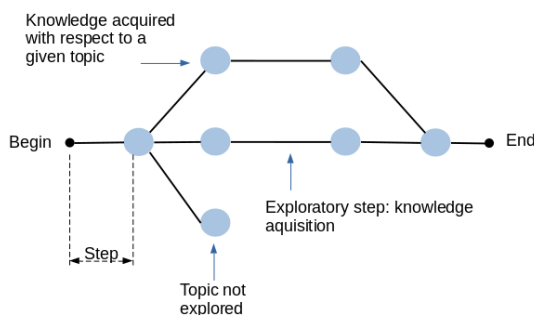 Knowledge acquired
with respect to a
given topic
Begin
End
Exploratory step: knowledge
aquisition
Step
Topic not
explored